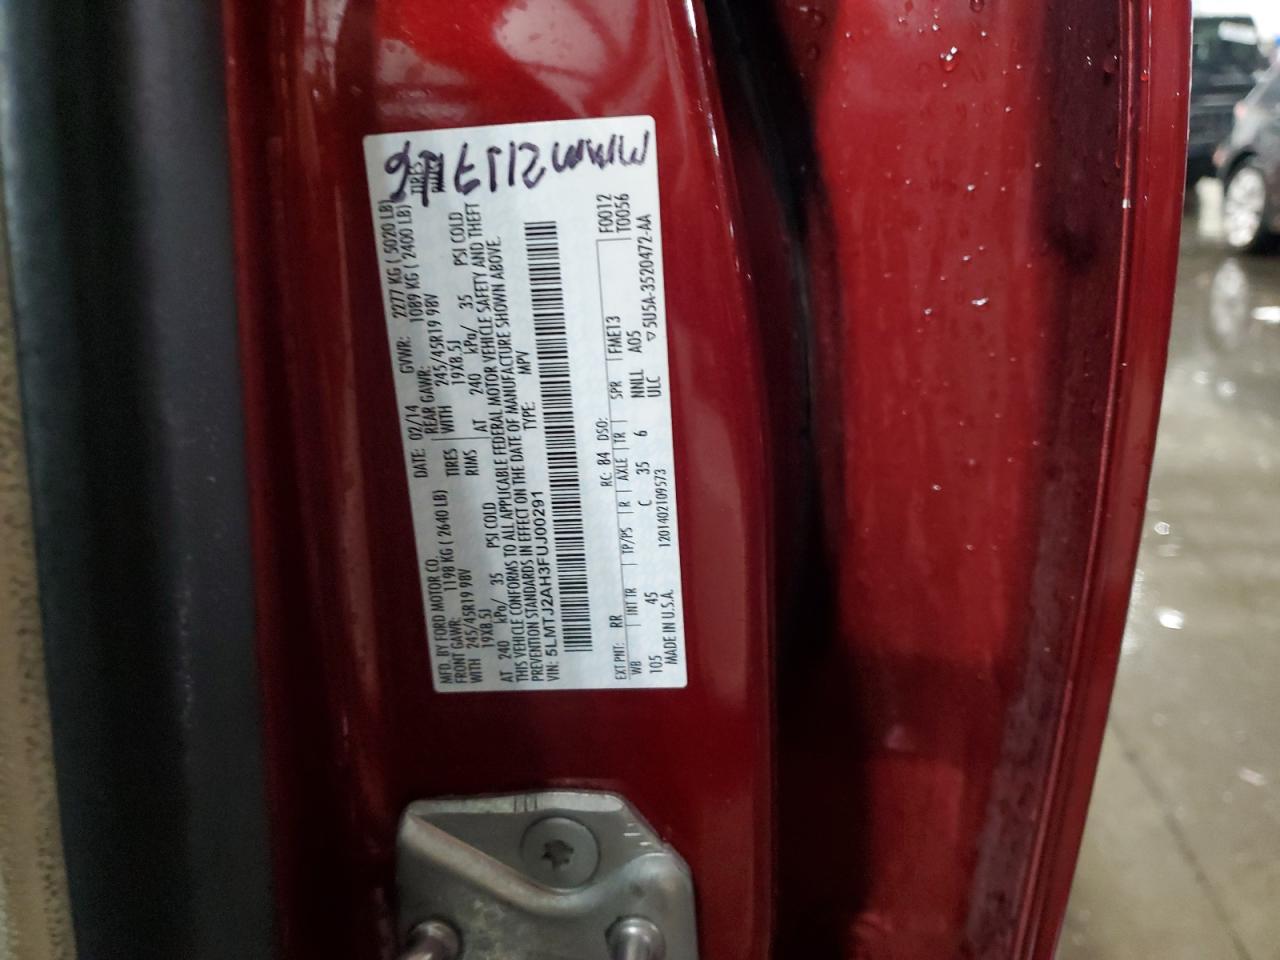 MFD. BY FORD MOTOR CO.
DATE: 02/14 GVWR: 2277 KG ( 5020 LB)
FRONT GAWR: 1198 KG ( 2640 LB)
REAR GAWR: 1089 KG ( 2400 LB)
WITH 245/45R19 98V TIRES WITH 245/45R19 98V TIRES
19X8.5J RIMS 19X8.5J
AT 240 kPa/ 35 PSI COLD AT 240 kPa/ 35 PSI COLD
THIS VEHICLE CONFORMS TO ALL APPLICABLE FEDERAL MOTOR VEHICLE SAFETY AND THEFT
PREVENTION STANDARDS IN EFFECT ON THE DATE OF MANUFACTURE SHOWN ABOVE.
VIN: 5LMTJ2AH3FUJ00291 TYPE: MPV
F0012
T0056
EXT PNT: RR RC: 84 DSO: FME13
WB INT TR TP/PS R AXLE TR SPR
105 45 C 35 6 NNLL A05
ULC
MADE IN U.S.A. 1201402109573 5U5A-3520472-AA